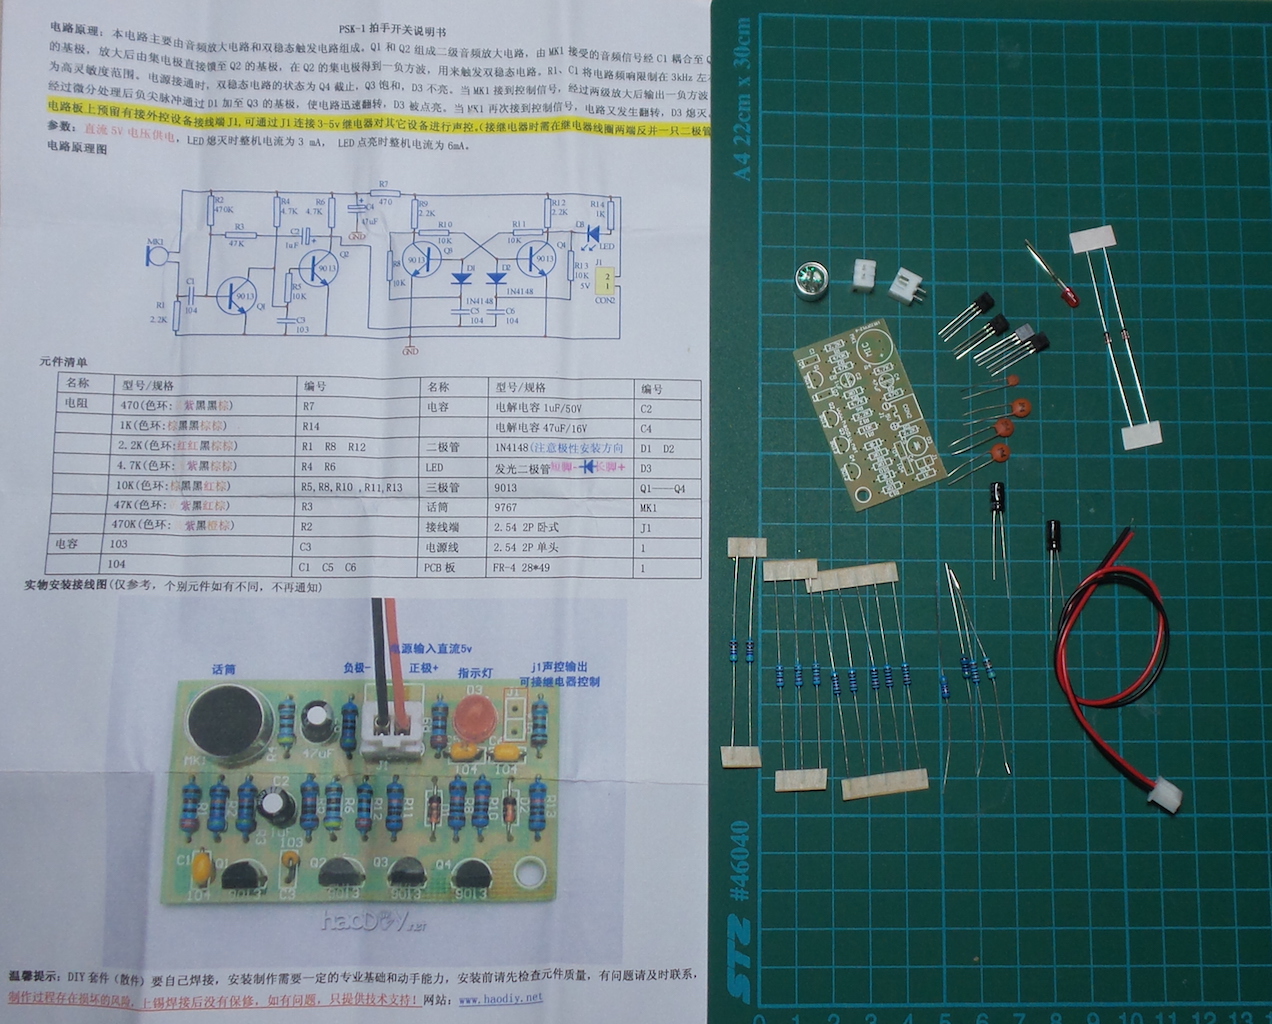 PSK-1 拍手开关说明书
电路原理: 本电路主要由音频放大电路和双稳态触发电路组成。Q1 和 Q2 组成二级音频放大电路, 由 MK1 接受的音频信号经 C1 耦合至 Q
的基极, 放大后由集电极直接馈至 Q2 的基极, 在 Q2 的集电极得到一负方波, 用来触发双稳态电路。R1、C1 将电路频响限制在 3kHz 左
为高灵敏度范围。电源接通时, 双稳态电路的状态为 Q4 截止, Q3 饱和, D3 不亮。当 MK1 接到控制信号, 经过两级放大后输出一负方波
经过微分处理后负尖脉冲通过 D1 加至 Q3 的基极, 使电路迅速翻转, D3 被点亮。当 MK1 再次接到控制信号, 电路又发生翻转, D3 熄灭。
电路板上预留有接外控设备接线端 J1, 可通过 J1 连接 3-5v 继电器对其它设备进行声控。(接继电器时需在继电器线圈两端反并一只二极管
参数: 直流 5V 电压供电, LED 熄灭时整机电流为 3 mA, LED 点亮时整机电流为 6mA。
电路原理图
R7
470
R2
470K
R4
4.7K
R6
4.7K
C4
47uF
GND
R9
2.2K
R12
2.2K
R14
1K
D3
LED
R3
47K
C2
1uF
R10
10K
R11
10K
MK1
Q2
9013
Q3
9013
Q4
9013
R8
10K
R13
10K
J1
5V
2
1
CON2
C1
104
9013
Q1
R5
10K
D1
D2
1N4148
1N4148
R1
2.2K
C3
103
C5
104
C6
104
GND
元件清单
名称 型号/规格 编号 名称 型号/规格 编号
电阻 470(色环: 紫黑黑棕) R7 电容 电解电容 1uF/50V C2
1K(色环:棕黑黑棕棕) R14 电解电容 47uF/16V C4
2.2K(色环:红红黑棕棕) R1 R8 R12 二极管 1N4148(注意极性安装方向 D1 D2
4.7K(色环: 紫黑棕棕) R4 R6 LED 发光二极管 短脚- 长脚+ D3
10K(色环:棕黑黑红棕) R5,R8,R10 ,R11,R13 三极管 9013 Q1——Q4
47K(色环: 紫黑红棕) R3 话筒 9767 MK1
470K(色环: 紫黑橙棕) R2 接线端 2.54 2P 卧式 J1
电容 103 C3 电源线 2.54 2P 单头 1
104 C1 C5 C6 PCB 板 FR-4 28*49 1
实物安装接线图(仅参考, 个别元件如有不同, 不再通知)
电源输入直流5v
话筒
负极-
正极+
指示灯
j1声控输出
可接继电器控制
D3
J1
MK1
47uF
R4
J1
104
104
R1
R2
C2
R6
R12
R11
R10
D2
R13
1uF
C3
103
C1
Q1
Q2
Q3
Q4
104
9013
C3
9013
9013
9013
haoDiy.net
温馨提示: DIY 套件 (散件) 要自己焊接, 安装制作需要一定的专业基础和动手能力, 安装前请先检查元件质量, 有问题请及时联系,
制作过程存在损坏的风险, 上锡焊接后没有保修, 如有问题, 只提供技术支持! 网站: www.haodiy.net
A4 22cm x 30cm
STZ #46040
0 1 2 3 4 5 6 7 8 9 10 11 12 13